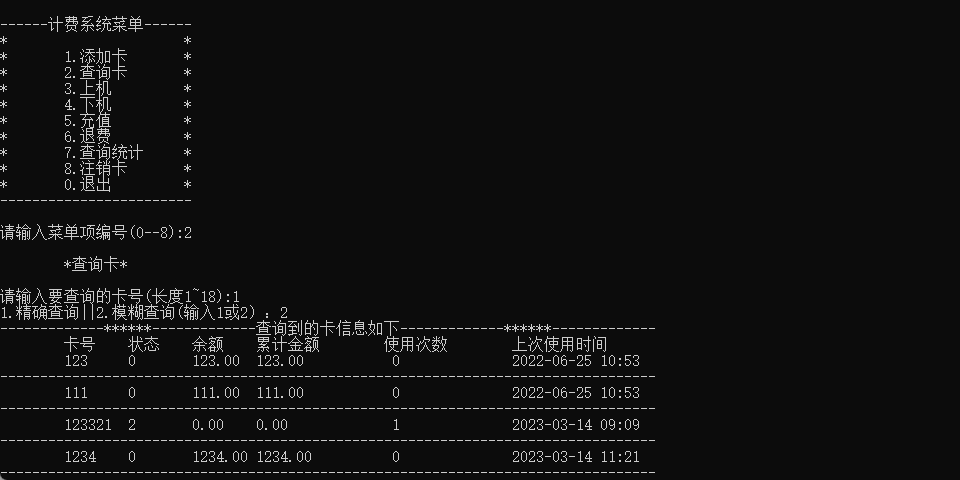 ------计费系统菜单------
*                      *
*       1.添加卡       *
*       2.查询卡       *
*       3.上机         *
*       4.下机         *
*       5.充值         *
*       6.退费         *
*       7.查询统计     *
*       8.注销卡       *
*       0.退出         *
------------------------
请输入菜单项编号(0--8):2
*查询卡*
请输入要查询的卡号(长度1~18):1
1.精确查询||2.模糊查询(输入1或2) ：2
-------------******-------------查询到的卡信息如下-------------******-------------
卡号 状态 余额 累计金额 使用次数 上次使用时间
123 0 123.00 123.00 0 2022-06-25 10:53
----------------------------------------------------------------------------------
111 0 111.00 111.00 0 2022-06-25 10:53
----------------------------------------------------------------------------------
123321 2 0.00 0.00 1 2023-03-14 09:09
----------------------------------------------------------------------------------
1234 0 1234.00 1234.00 0 2023-03-14 11:21
----------------------------------------------------------------------------------